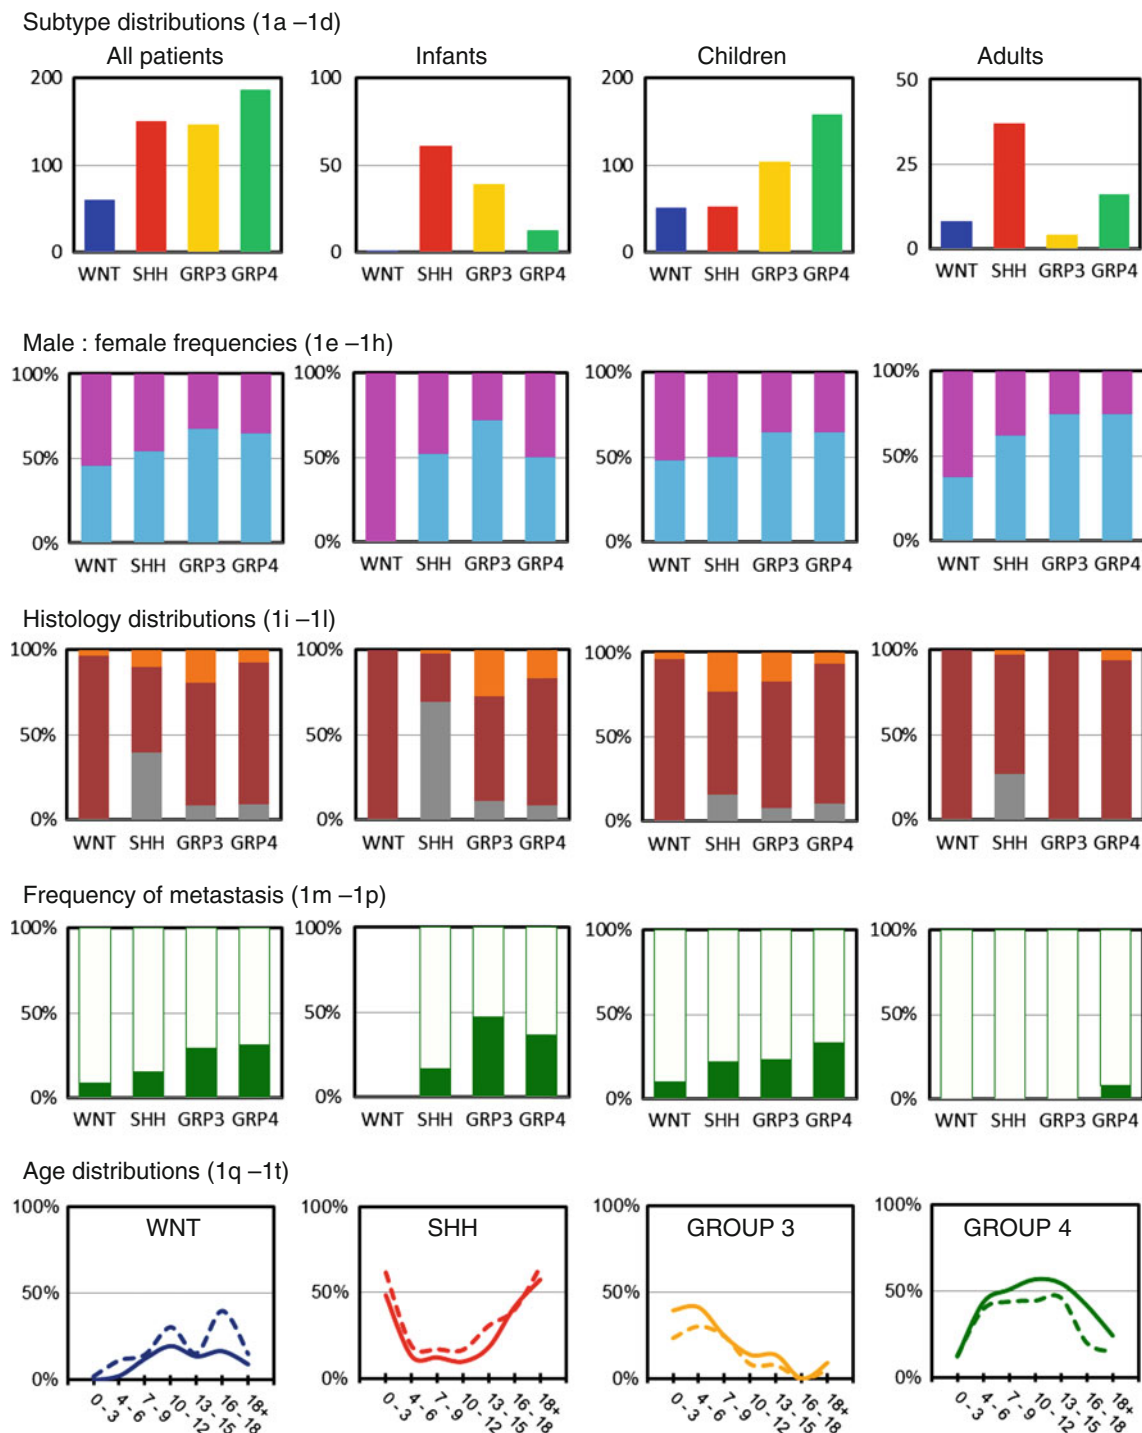 Subtype distributions (1a –1d)
All patients Infants Children Adults
200 100 200 50
100 50 100 25
0 0 0 0
WNT SHH GRP3 GRP4 WNT SHH GRP3 GRP4 WNT SHH GRP3 GRP4 WNT SHH GRP3 GRP4
Male : female frequencies (1e –1h)
100% 100% 100% 100%
50% 50% 50% 50%
0% 0% 0% 0%
WNT SHH GRP3 GRP4 WNT SHH GRP3 GRP4 WNT SHH GRP3 GRP4 WNT SHH GRP3 GRP4
Histology distributions (1i –1l)
100% 100% 100% 100%
50% 50% 50% 50%
0% 0% 0% 0%
WNT SHH GRP3 GRP4 WNT SHH GRP3 GRP4 WNT SHH GRP3 GRP4 WNT SHH GRP3 GRP4
Frequency of metastasis (1m –1p)
100% 100% 100% 100%
50% 50% 50% 50%
0% 0% 0% 0%
WNT SHH GRP3 GRP4 WNT SHH GRP3 GRP4 WNT SHH GRP3 GRP4 WNT SHH GRP3 GRP4
Age distributions (1q –1t)
100% 100% 100% 100%
WNT SHH GROUP 3 GROUP 4
50% 50% 50% 50%
0% 0% 0% 0%
0 - 3 4 - 6 7 - 9 10 - 12 13 - 15 16 - 18 18+ 0 - 3 4 - 6 7 - 9 10 - 12 13 - 15 16 - 18 18+ 0 - 3 4 - 6 7 - 9 10 - 12 13 - 15 16 - 18 18+ 0 - 3 4 - 6 7 - 9 10 - 12 13 - 15 16 - 18 18+